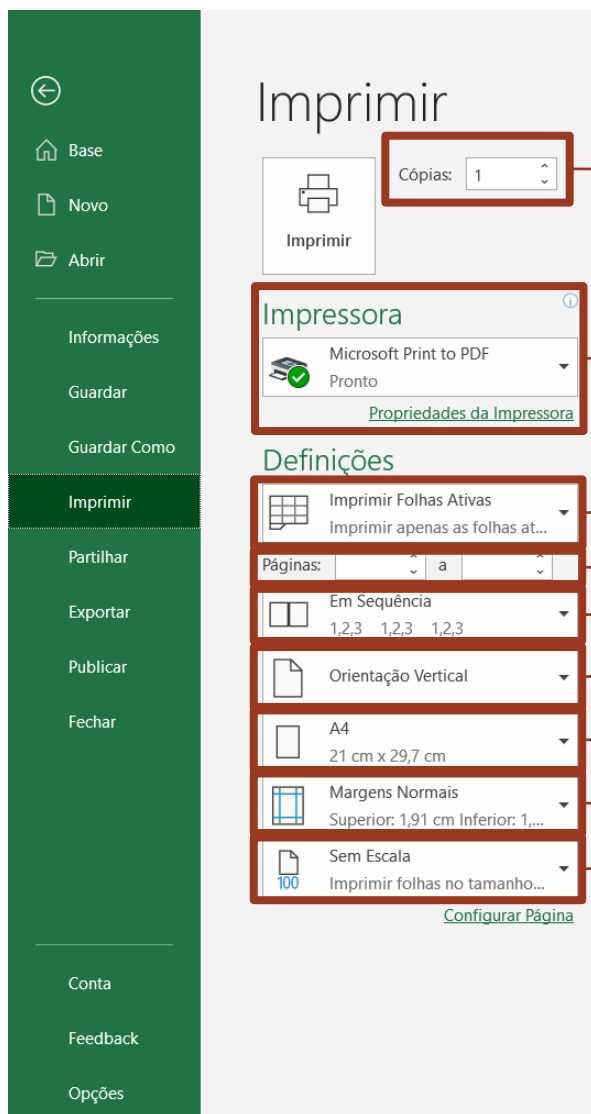 Base
Novo
Abrir
Informações
Guardar
Guardar Como
Imprimir
Partilhar
Exportar
Publicar
Fechar
Conta
Feedback
Opções
Imprimir
Cópias: 1
Imprimir
Impressora
Microsoft Print to PDF
Pronto
Propriedades da Impressora
Definições
Imprimir Folhas Ativas
Imprimir apenas as folhas at...
Páginas: a
Em Sequência
1,2,3 1,2,3 1,2,3
Orientação Vertical
A4
21 cm x 29,7 cm
Margens Normais
Superior: 1,91 cm Inferior: 1,...
Sem Escala
100
Imprimir folhas no tamanho...
Configurar Página